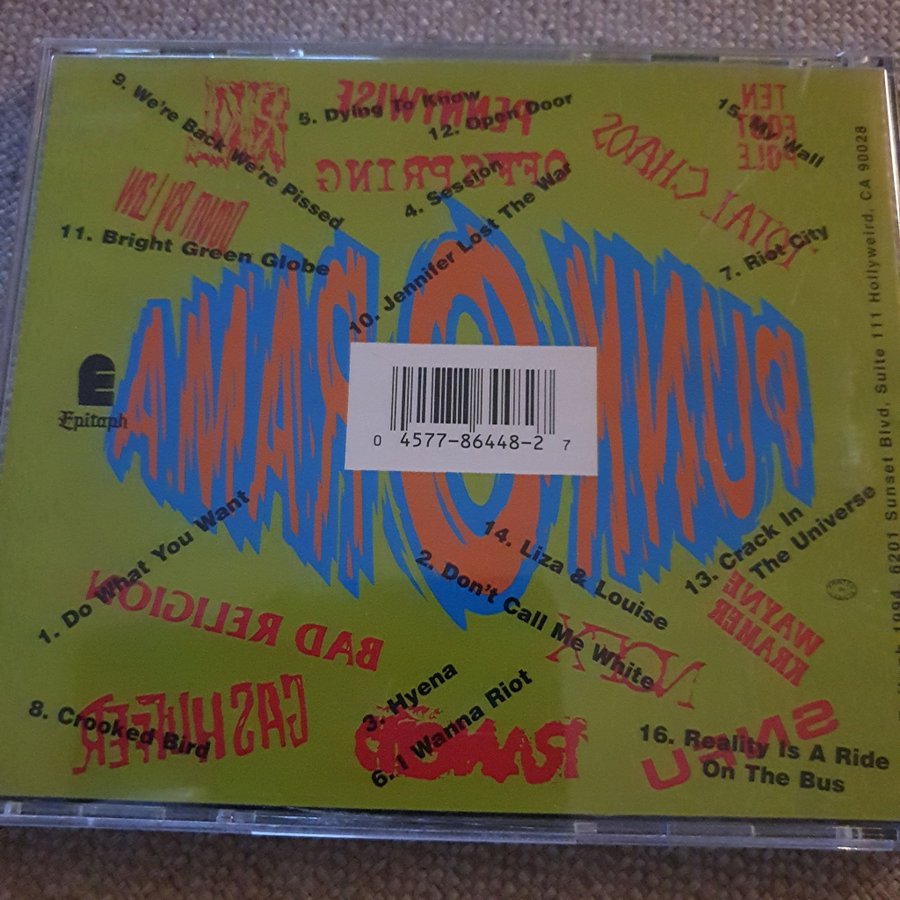 9. We're Back We're Pissed
PENNYWISE
5. Dying To Know
12. Open Door
TEN
FOOT
POLE
15. My Wall
OFFSPRING
TOTAL CHAOS
4. Session
DOWN BY LAW
11. Bright Green Globe
10. Jennifer Lost The War
7. Riot City
PUNK O RAMA
E
Epitaph
0 4577-86448-2 7
1. Do What You Want
BAD RELIGION
14. Liza & Louise
2. Don't Call Me White
NOFX
13. Crack In
The Universe
WAYNE
KRAMER
8. Crooked Bird
GAS HUFFER
3. Hyena
6. I Wanna Riot
RANCID
SNFU
16. Reality Is A Ride
On The Bus
1994 6201 Sunset Blvd, Suite 111 Hollyweird, CA 90028